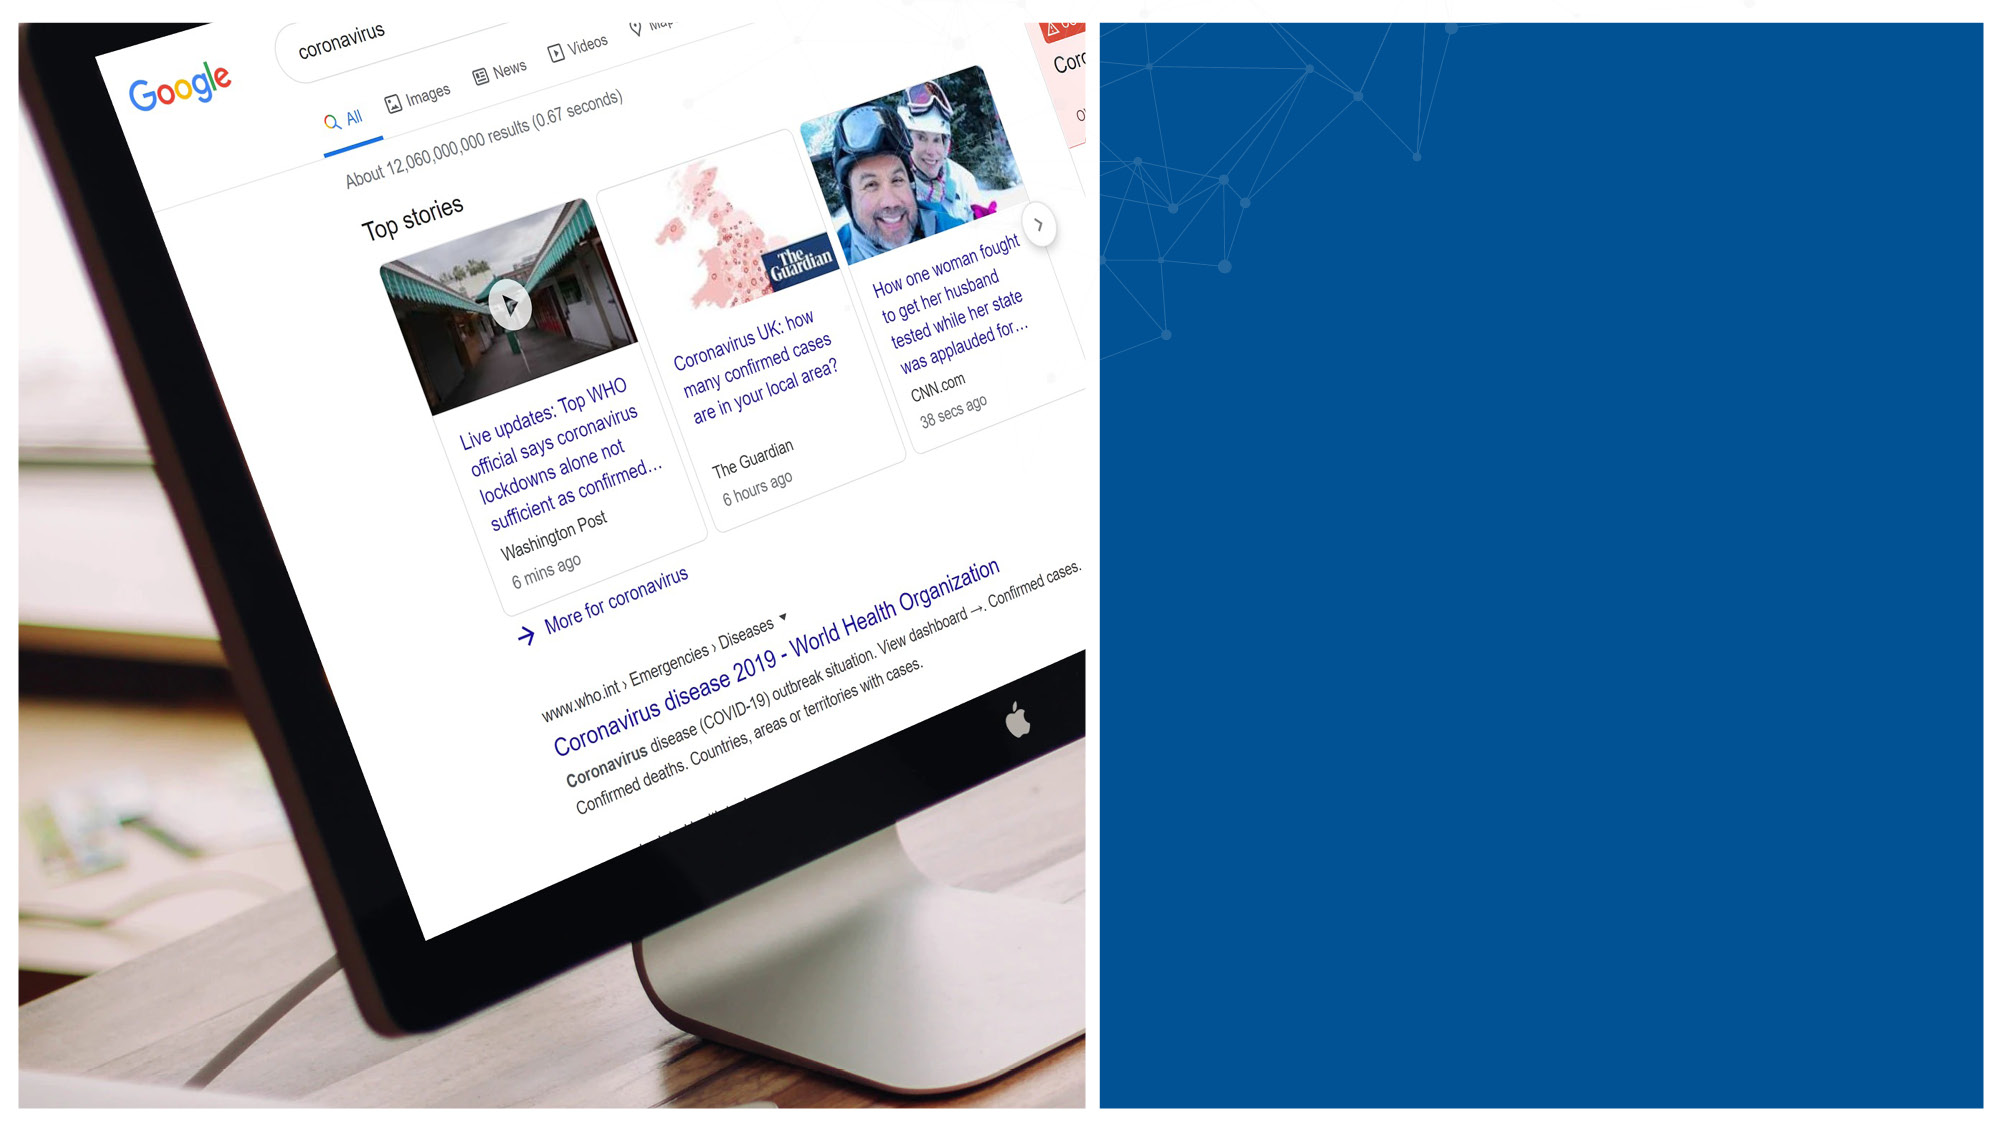 Google
coronavirus
All
Images
News
Videos
About 12,060,000,000 results (0.67 seconds)
Top stories
Live updates: Top WHO
official says coronavirus
lockdowns alone not
sufficient as confirmed...
Washington Post
6 mins ago
The
Guardian
Coronavirus UK: how
many confirmed cases
are in your local area?
The Guardian
6 hours ago
How one woman fought
to get her husband
tested while her state
was applauded for...
CNN.com
38 secs ago
More for coronavirus
www.who.int › Emergencies › Diseases
Coronavirus disease 2019 - World Health Organization
Coronavirus disease (COVID-19) outbreak situation. View dashboard →. Confirmed cases.
Confirmed deaths. Countries, areas or territories with cases.